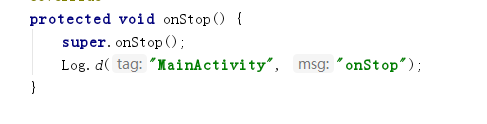 protected void onStop() {
super.onStop();
Log.d( tag: "MainActivity", msg: "onStop");
}